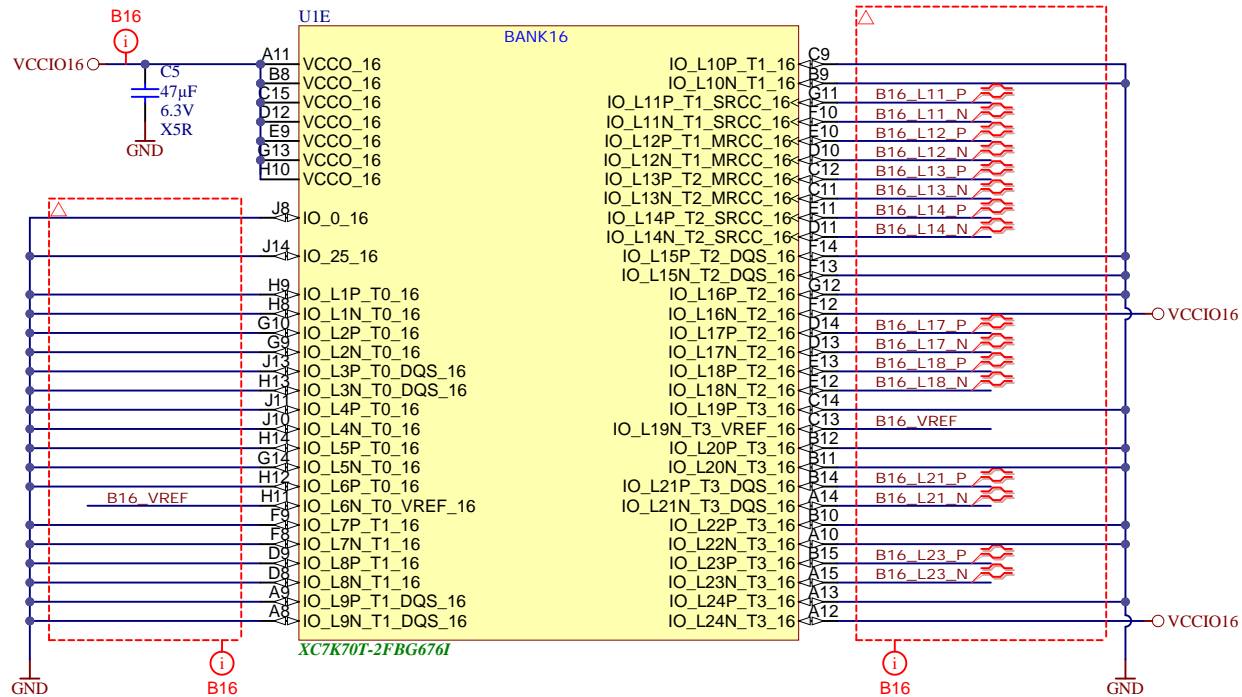 B16
i
VCCIO16
C5
47µF
6.3V
X5R
GND
U1E
BANK16
A11 VCCO_16
B8 VCCO_16
C15 VCCO_16
D12 VCCO_16
E9 VCCO_16
G13 VCCO_16
H10 VCCO_16
J8 IO_0_16
J14 IO_25_16
H9 IO_L1P_T0_16
H8 IO_L1N_T0_16
G10 IO_L2P_T0_16
G9 IO_L2N_T0_16
J13 IO_L3P_T0_DQS_16
H13 IO_L3N_T0_DQS_16
J11 IO_L4P_T0_16
J10 IO_L4N_T0_16
H14 IO_L5P_T0_16
G14 IO_L5N_T0_16
H12 IO_L6P_T0_16
B16_VREF H11 IO_L6N_T0_VREF_16
F9 IO_L7P_T1_16
F8 IO_L7N_T1_16
D9 IO_L8P_T1_16
D8 IO_L8N_T1_16
A9 IO_L9P_T1_DQS_16
A8 IO_L9N_T1_DQS_16
IO_L10P_T1_16 C9
IO_L10N_T1_16 B9
IO_L11P_T1_SRCC_16 G11 B16_L11_P
IO_L11N_T1_SRCC_16 F10 B16_L11_N
IO_L12P_T1_MRCC_16 E10 B16_L12_P
IO_L12N_T1_MRCC_16 D10 B16_L12_N
IO_L13P_T2_MRCC_16 C12 B16_L13_P
IO_L13N_T2_MRCC_16 C11 B16_L13_N
IO_L14P_T2_SRCC_16 E11 B16_L14_P
IO_L14N_T2_SRCC_16 D11 B16_L14_N
IO_L15P_T2_DQS_16 F14
IO_L15N_T2_DQS_16 F13
IO_L16P_T2_16 G12
IO_L16N_T2_16 F12 VCCIO16
IO_L17P_T2_16 D14 B16_L17_P
IO_L17N_T2_16 D13 B16_L17_N
IO_L18P_T2_16 E13 B16_L18_P
IO_L18N_T2_16 E12 B16_L18_N
IO_L19P_T3_16 C14
IO_L19N_T3_VREF_16 C13 B16_VREF
IO_L20P_T3_16 B12
IO_L20N_T3_16 B11
IO_L21P_T3_DQS_16 B14 B16_L21_P
IO_L21N_T3_DQS_16 A14 B16_L21_N
IO_L22P_T3_16 B10
IO_L22N_T3_16 A10
IO_L23P_T3_16 B15 B16_L23_P
IO_L23N_T3_16 A15 B16_L23_N
IO_L24P_T3_16 A13
IO_L24N_T3_16 A12 VCCIO16
XC7K70T-2FBG676I
GND
i
B16
i
B16
GND